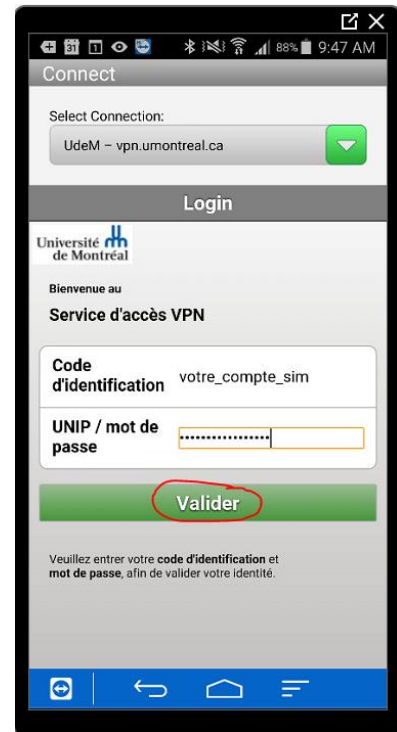 31 1 88% 9:47 AM
Connect
Select Connection:
UdeM – vpn.umontreal.ca
Login
Université
de Montréal
Bienvenue au
Service d'accès VPN
Code
d'identification votre_compte_sim
UNIP / mot de
passe ·················
Valider
Veuillez entrer votre code d'identification et
mot de passe, afin de valider votre identité.